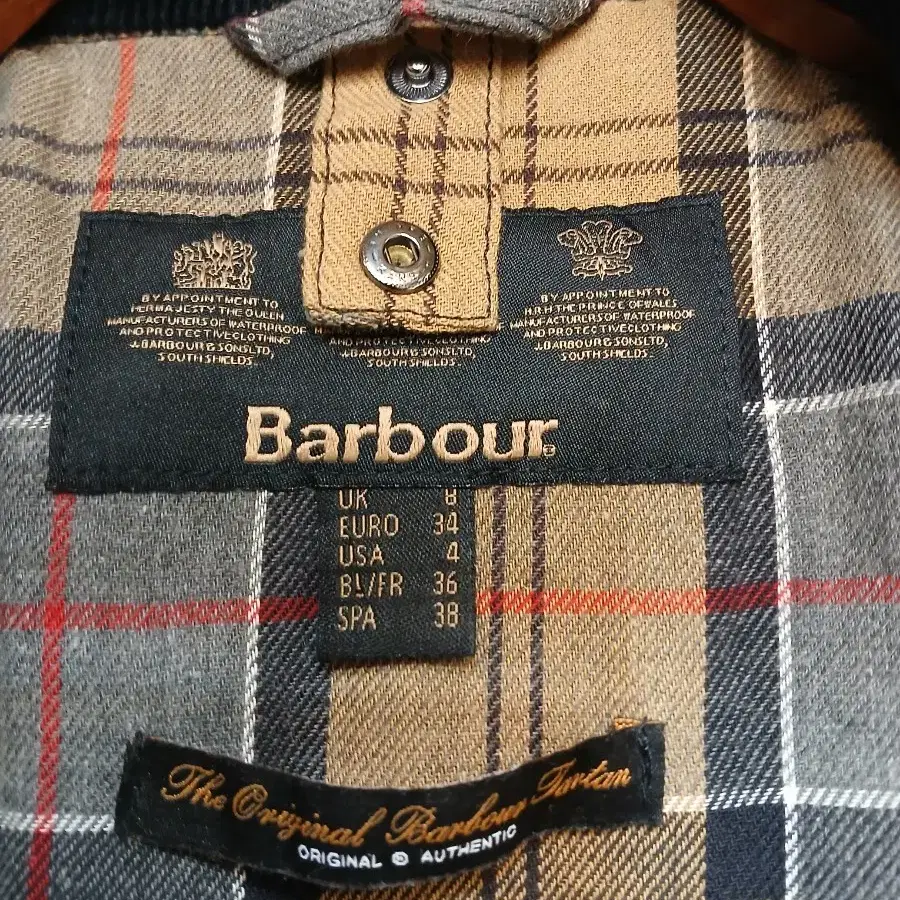 BY APPOINTMENT TO
HER MAJESTY THE QUEEN
MANUFACTURERS OF WATERPROOF
AND PROTECTIVE CLOTHING
J.BARBOUR & SONS LTD,
SOUTH SHIELDS.
J.BARBOUR & SONS LTD,
SOUTH SHIELDS.
BY APPOINTMENT TO
H.R.H THE PRINCE OF WALES
MANUFACTURERS OF WATERPROOF
AND PROTECTIVE CLOTHING
J.BARBOUR & SONS LTD,
SOUTH SHIELDS.
Barbour®
UK 8
EURO 34
USA 4
BL/FR 36
SPA 38
The Original Barbour Tartan
ORIGINAL & AUTHENTIC